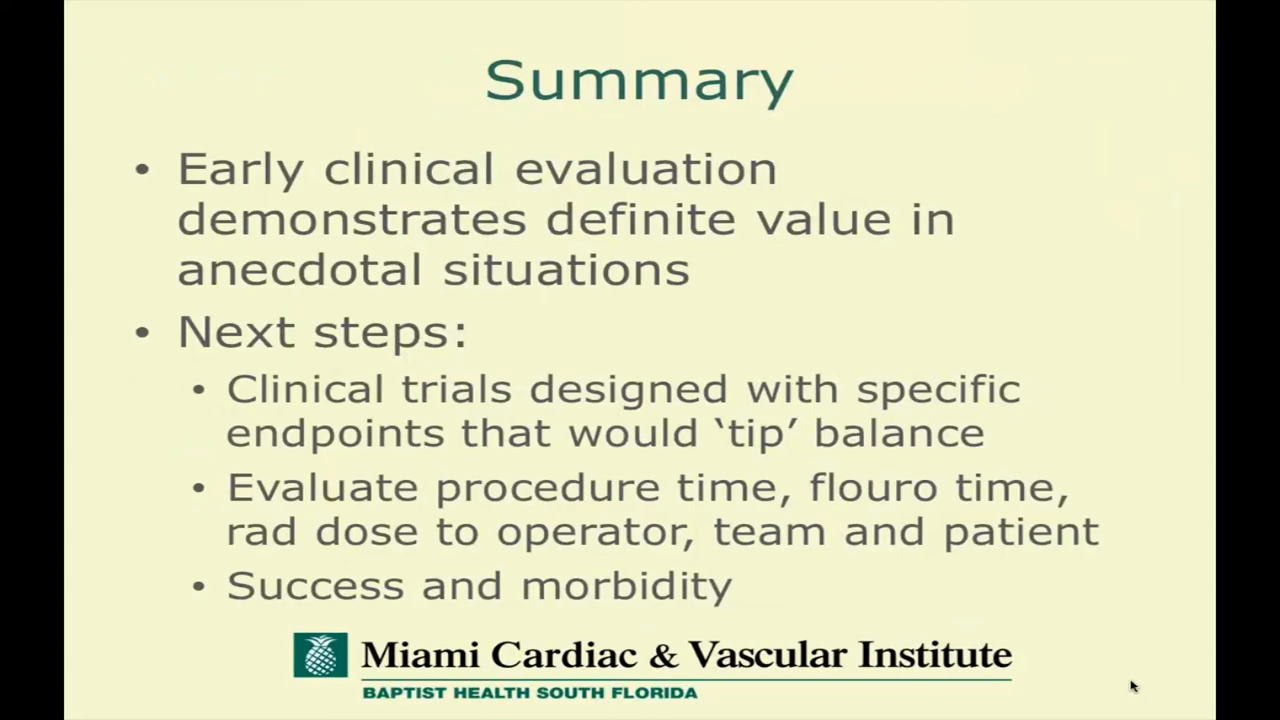 Summary
• Early clinical evaluation
demonstrates definite value in
anecdotal situations
• Next steps:
• Clinical trials designed with specific
endpoints that would ‘tip’ balance
• Evaluate procedure time, flouro time,
rad dose to operator, team and patient
• Success and morbidity
Miami Cardiac & Vascular Institute
BAPTIST HEALTH SOUTH FLORIDA